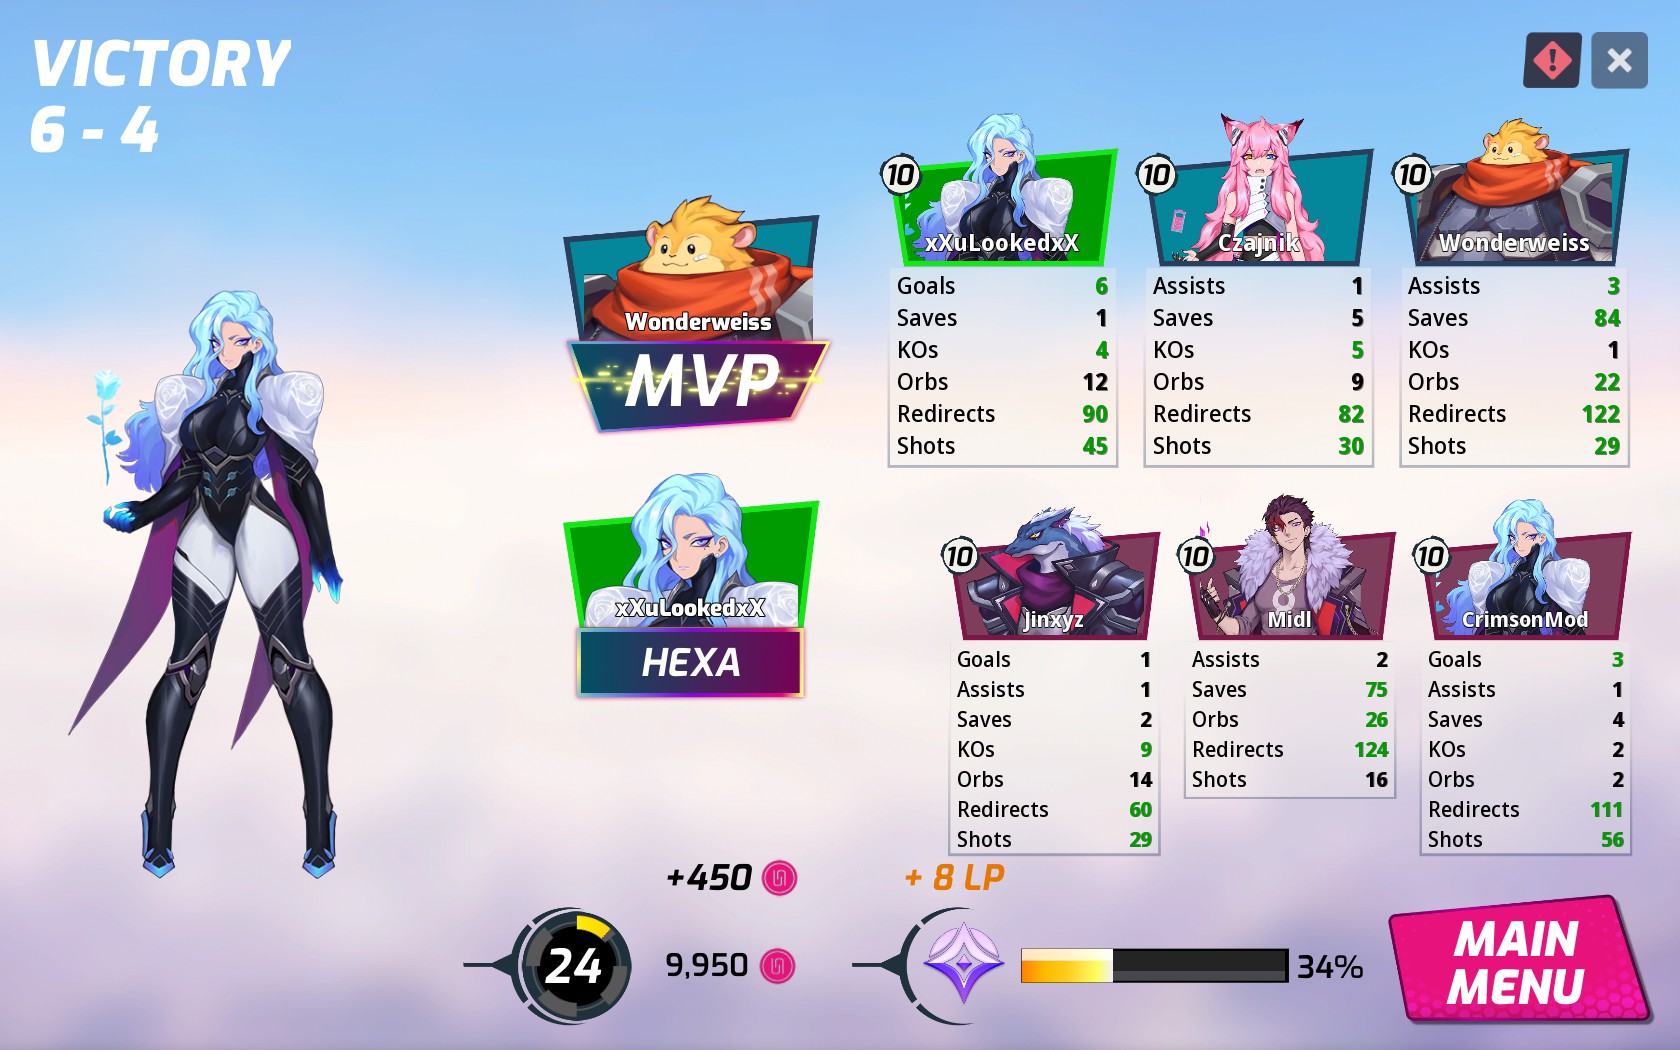 VICTORY
6 - 4
Wonderweiss
MVP
xXuLookedxX
HEXA
10
xXuLookedxX
Goals 6
Saves 1
KOs 4
Orbs 12
Redirects 90
Shots 45
10
Czajnik
Assists 1
Saves 5
KOs 5
Orbs 9
Redirects 82
Shots 30
10
Wonderweiss
Assists 3
Saves 84
KOs 1
Orbs 22
Redirects 122
Shots 29
10
Jinxyz
Goals 1
Assists 1
Saves 2
KOs 9
Orbs 14
Redirects 60
Shots 29
10
Midl
Assists 2
Saves 75
Orbs 26
Redirects 124
Shots 16
10
CrimsonMod
Goals 3
Assists 1
Saves 4
KOs 2
Orbs 2
Redirects 111
Shots 56
+450
+ 8 LP
24
9,950
34%
MAIN
MENU